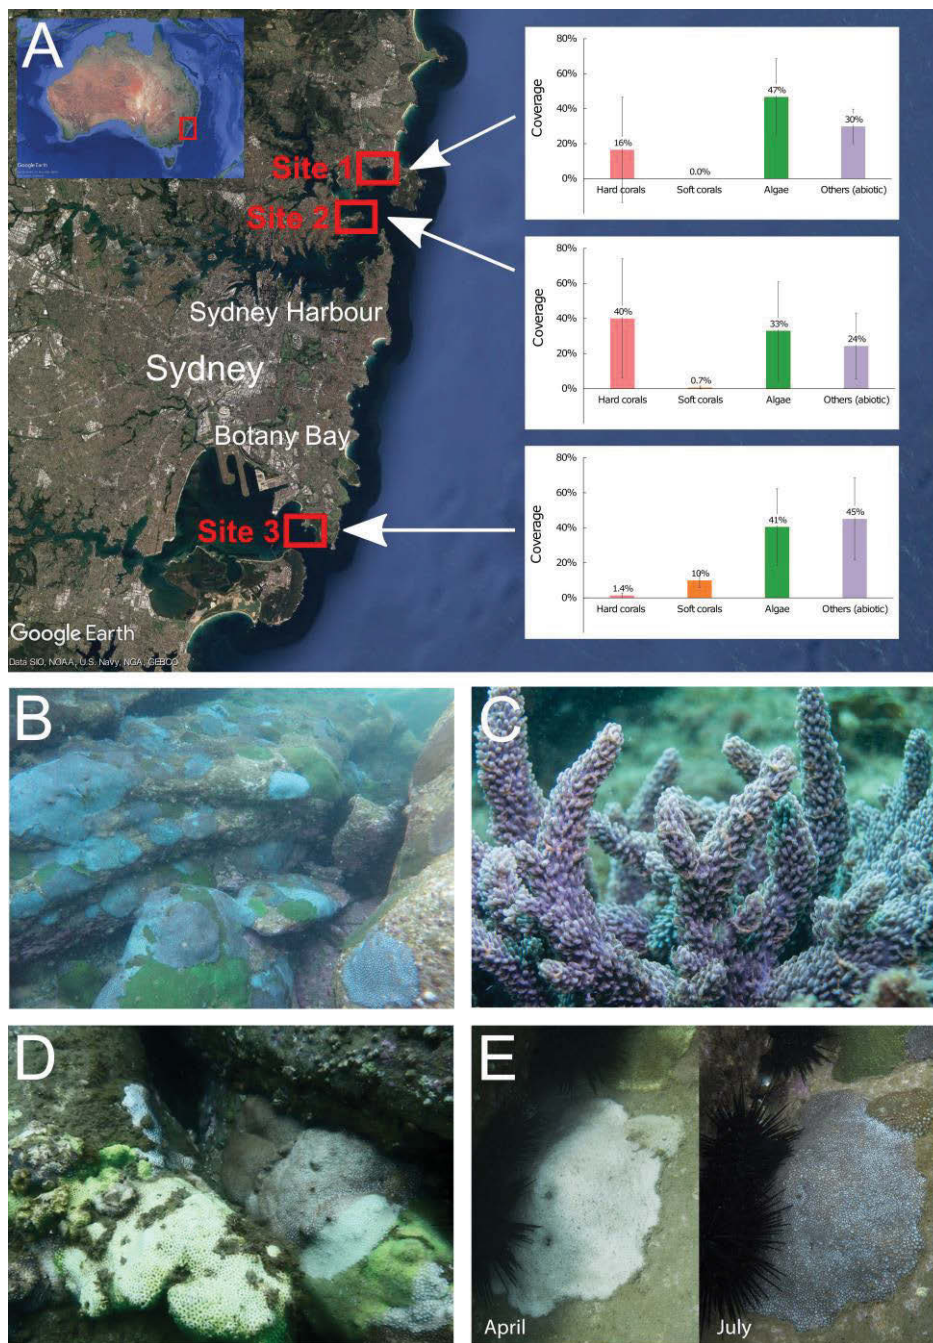 A
Google Earth
Site 1
Site 2
Sydney Harbour
Sydney
Botany Bay
Site 3
Google Earth
Data SIO, NOAA, U.S. Navy, NGA, GEBCO
Coverage
80%
60%
40%
20%
0%
16%
0.0%
47%
30%
Hard corals
Soft corals
Algae
Others (abiotic)
Coverage
80%
60%
40%
20%
0%
40%
0.7%
33%
24%
Hard corals
Soft corals
Algae
Others (abiotic)
Coverage
80%
60%
40%
20%
0%
1.4%
10%
41%
45%
Hard corals
Soft corals
Algae
Others (abiotic)
B
C
D
E
April
July